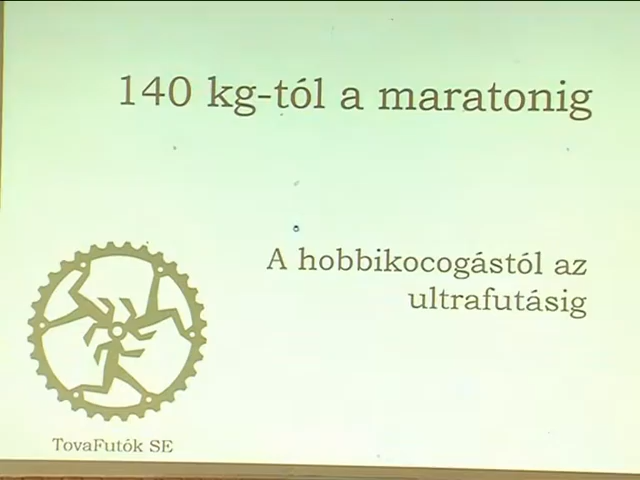 140 kg-tól a maratonig
A hobbikocogástól az
ultrafutásig
TovaFutók SE